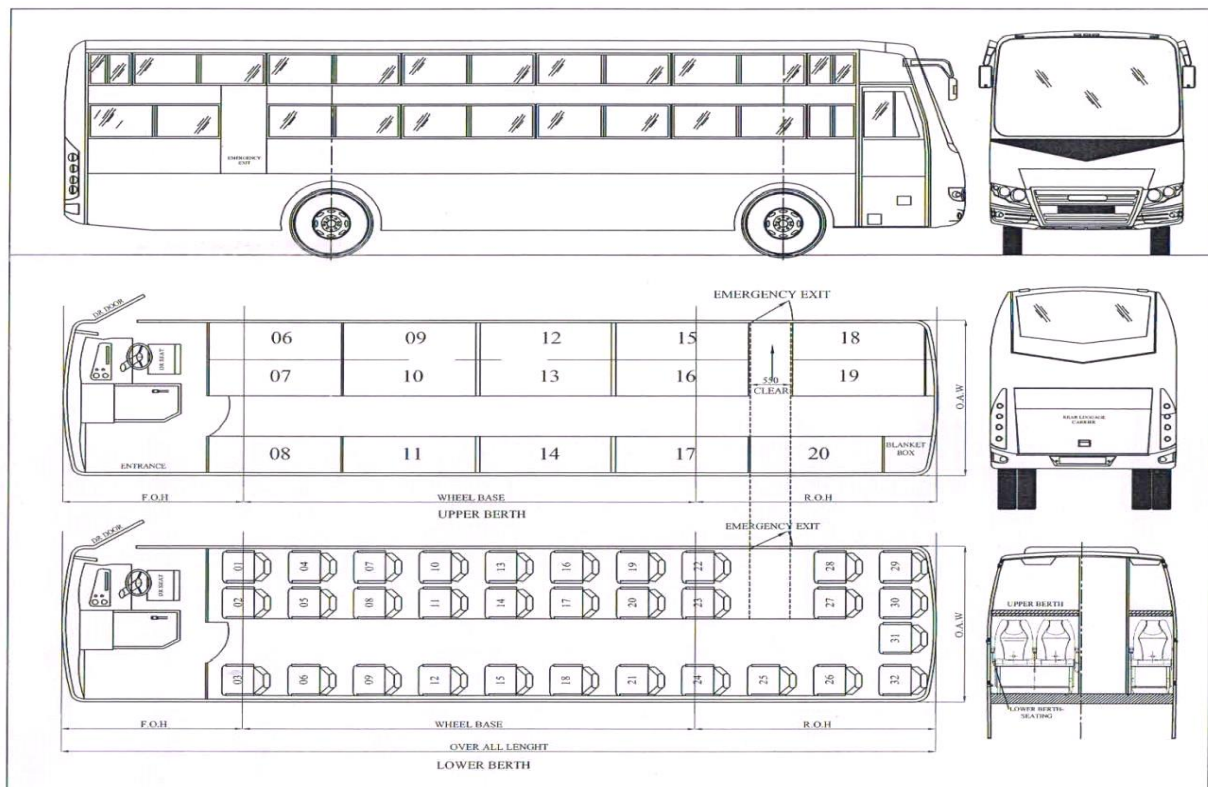 EMERGENCY
EXIT
EMERGENCY EXIT
DR DOOR
DR SEAT
06 09 12 15 18
07 10 13 16 19
550
CLEAR
08 11 14 17 20
BLANKET
BOX
ENTRANCE
O.A.W
F.O.H WHEEL BASE R.O.H
UPPER BERTH
REAR LUGGAGE
CARRIER
EMERGENCY EXIT
DR DOOR
DR SEAT
01 04 07 10 13 16 19 22 28 29
02 05 08 11 14 17 20 23 27 30
31
03 06 09 12 15 18 21 24 25 26 32
O.A.W
F.O.H WHEEL BASE R.O.H
OVER ALL LENGHT
LOWER BERTH
UPPER BERTH
LOWER BERTH-
SEATING